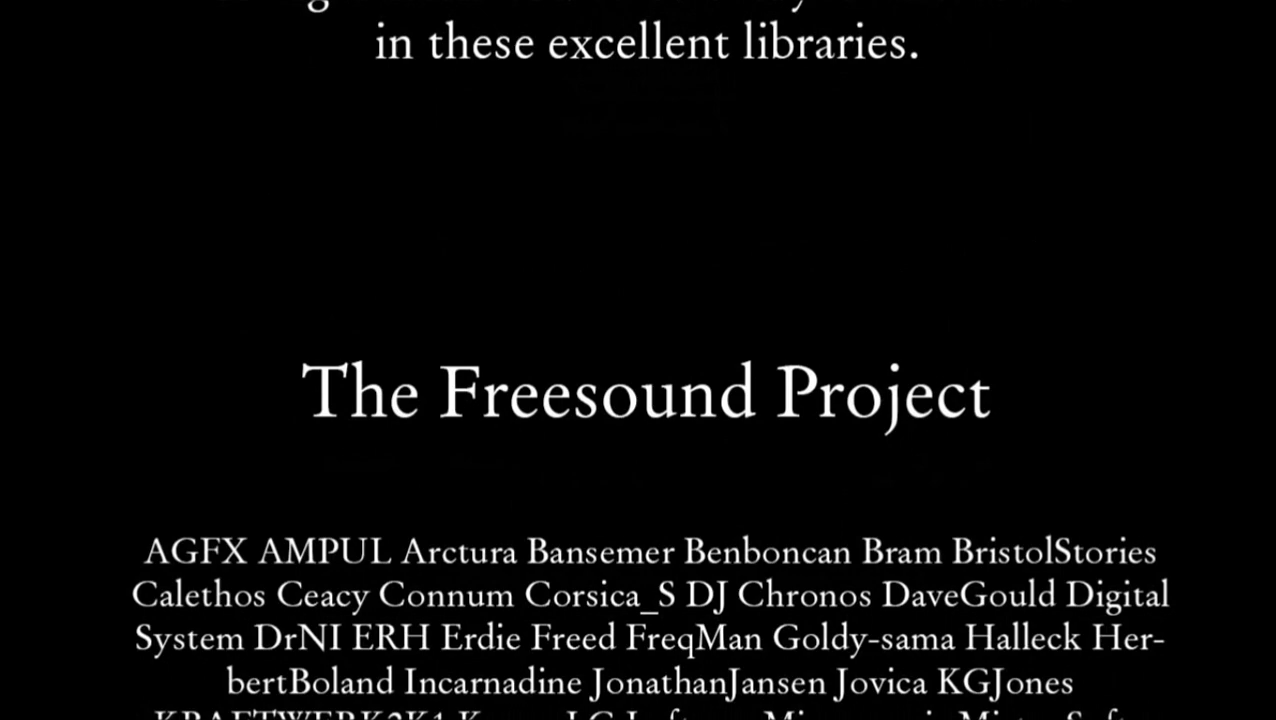 in these excellent libraries.
The Freesound Project
AGFX AMPUL Arctura Bansemer Benboncan Bram BristolStories
Calethos Ceacy Connum Corsica_S DJ Chronos DaveGould Digital
System DrNI ERH Erdie Freed FreqMan Goldy-sama Halleck Her-
bertBoland Incarnadine JonathanJansen Jovica KGJones